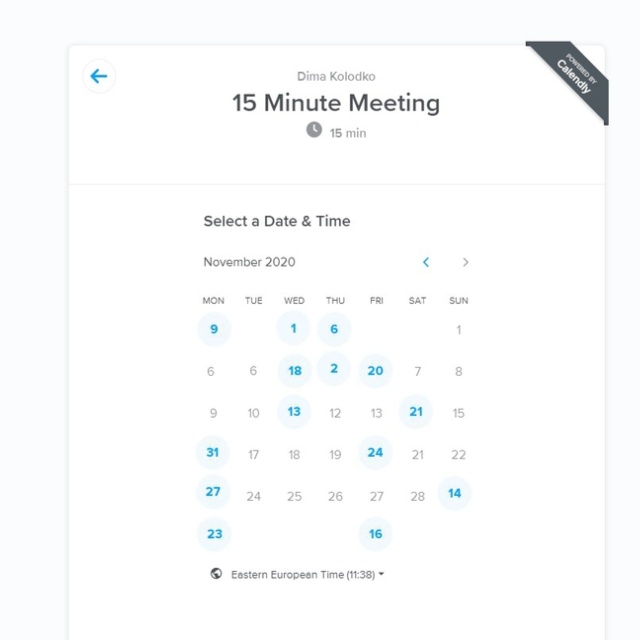 Dima Kolodko
15 Minute Meeting
15 min
POWERED BY
Calendly
Select a Date & Time
November 2020
MON TUE WED THU FRI SAT SUN
9 1 6 1
6 6 18 2 20 7 8
9 10 13 12 13 21 15
31 17 18 19 24 21 22
27 24 25 26 27 28 14
23 16
Eastern European Time (11:38)